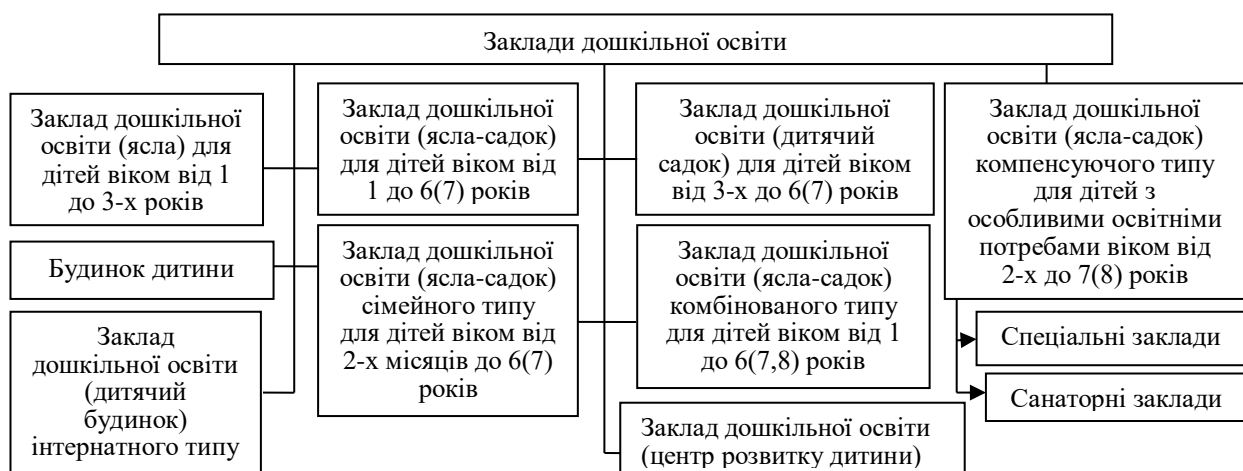 Заклади дошкільної освіти
Заклад дошкільної
освіти (ясла) для
дітей віком від 1
до 3-х років
Заклад дошкільної
освіти (ясла-садок)
для дітей віком від
1 до 6(7) років
Заклад дошкільної
освіти (дитячий
садок) для дітей віком
від 3-х до 6(7) років
Заклад дошкільної
освіти (ясла-садок)
компенсуючого типу
для дітей з
особливими освітніми
потребами віком від
2-х до 7(8) років
Будинок дитини
Заклад дошкільної
освіти (ясла-садок)
сімейного типу
для дітей віком від
2-х місяців до 6(7)
років
Заклад дошкільної
освіти (ясла-садок)
комбінованого типу
для дітей віком від 1
до 6(7,8) років
Спеціальні заклади
Санаторні заклади
Заклад
дошкільної освіти
(дитячий
будинок)
інтернатного типу
Заклад дошкільної освіти
(центр розвитку дитини)